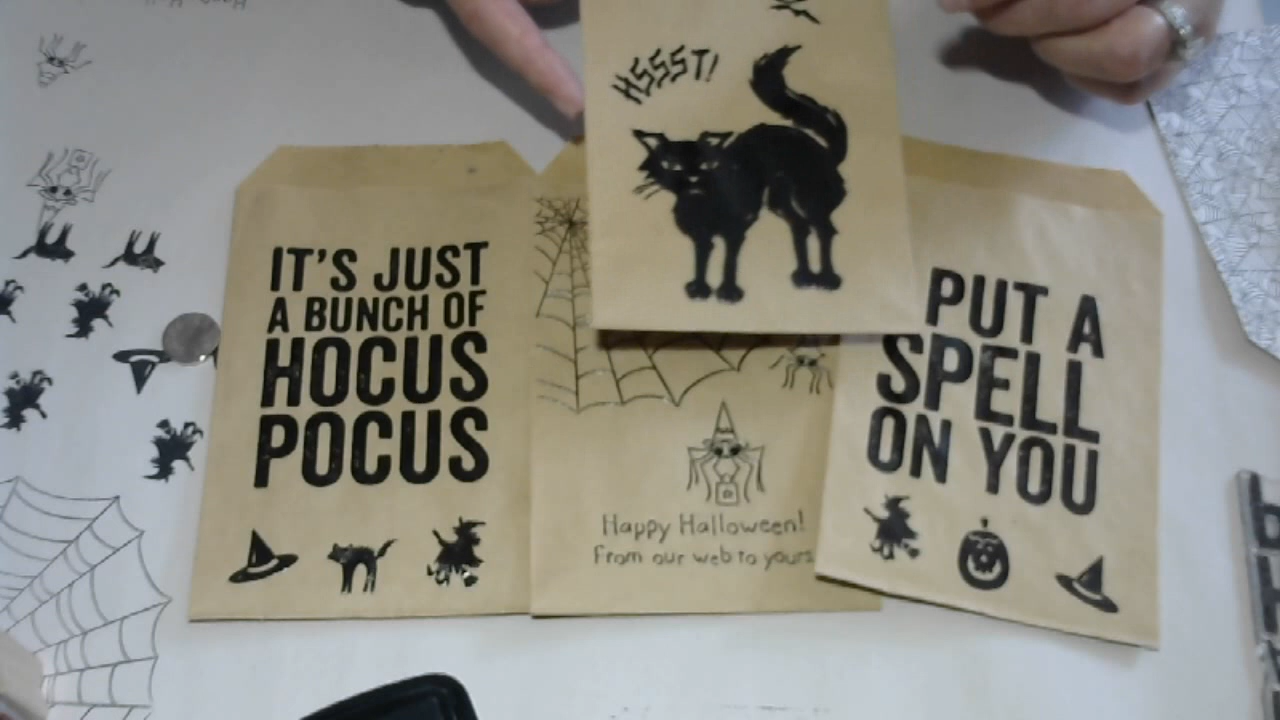 HSSST!
IT'S JUST
A BUNCH OF
HOCUS
POCUS
Happy Halloween!
From our web to yours
PUT A
SPELL
ON YOU